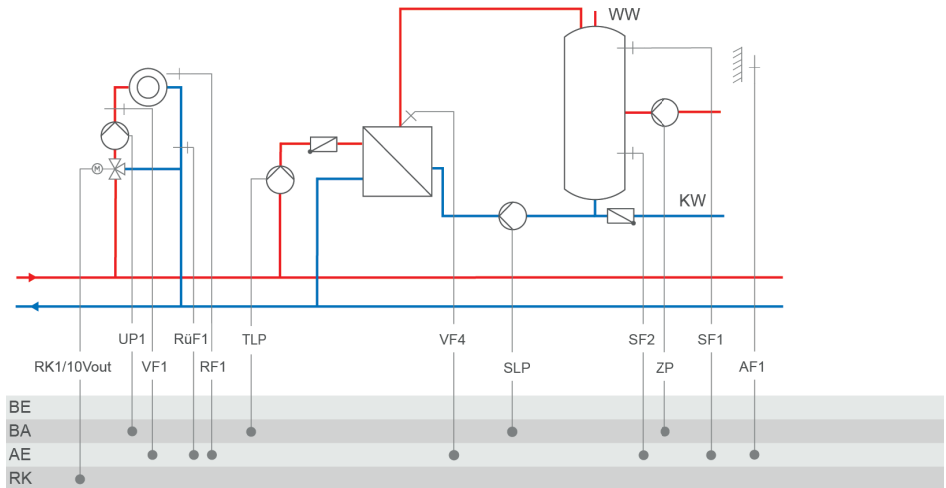 WW
M
KW
UP1 RüF1 TLP VF4 SF2 SF1
RK1/10Vout VF1 RF1 SLP ZP AF1
BE
BA
AE
RK